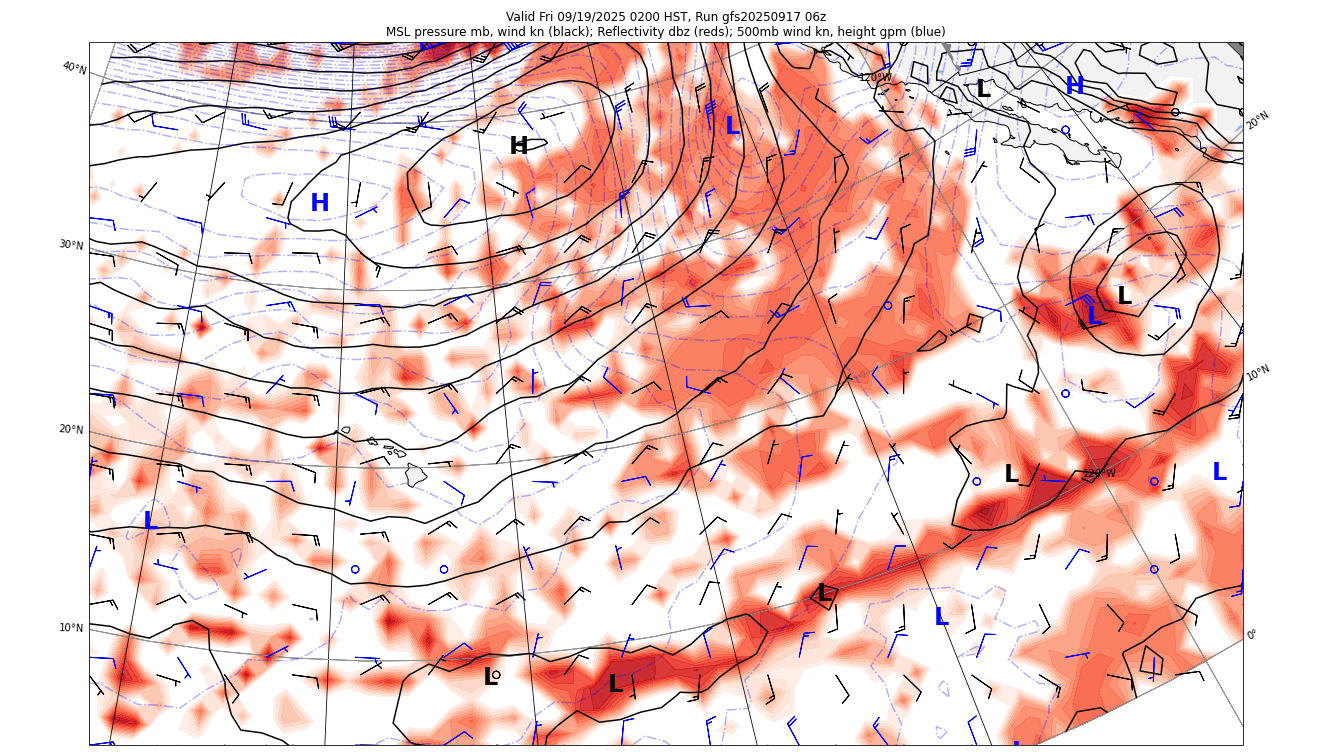 Valid Fri 09/19/2025 0200 HST, Run gfs20250917 06z
MSL pressure mb, wind kn (black); Reflectivity dbz (reds); 500mb wind kn, height gpm (blue)
40°N
120°W
L
H
20°N
L
H
H
30°N
L
L
10°N
20°N
L
120°W
L
L
L
L
0°
10°N
L
L
L